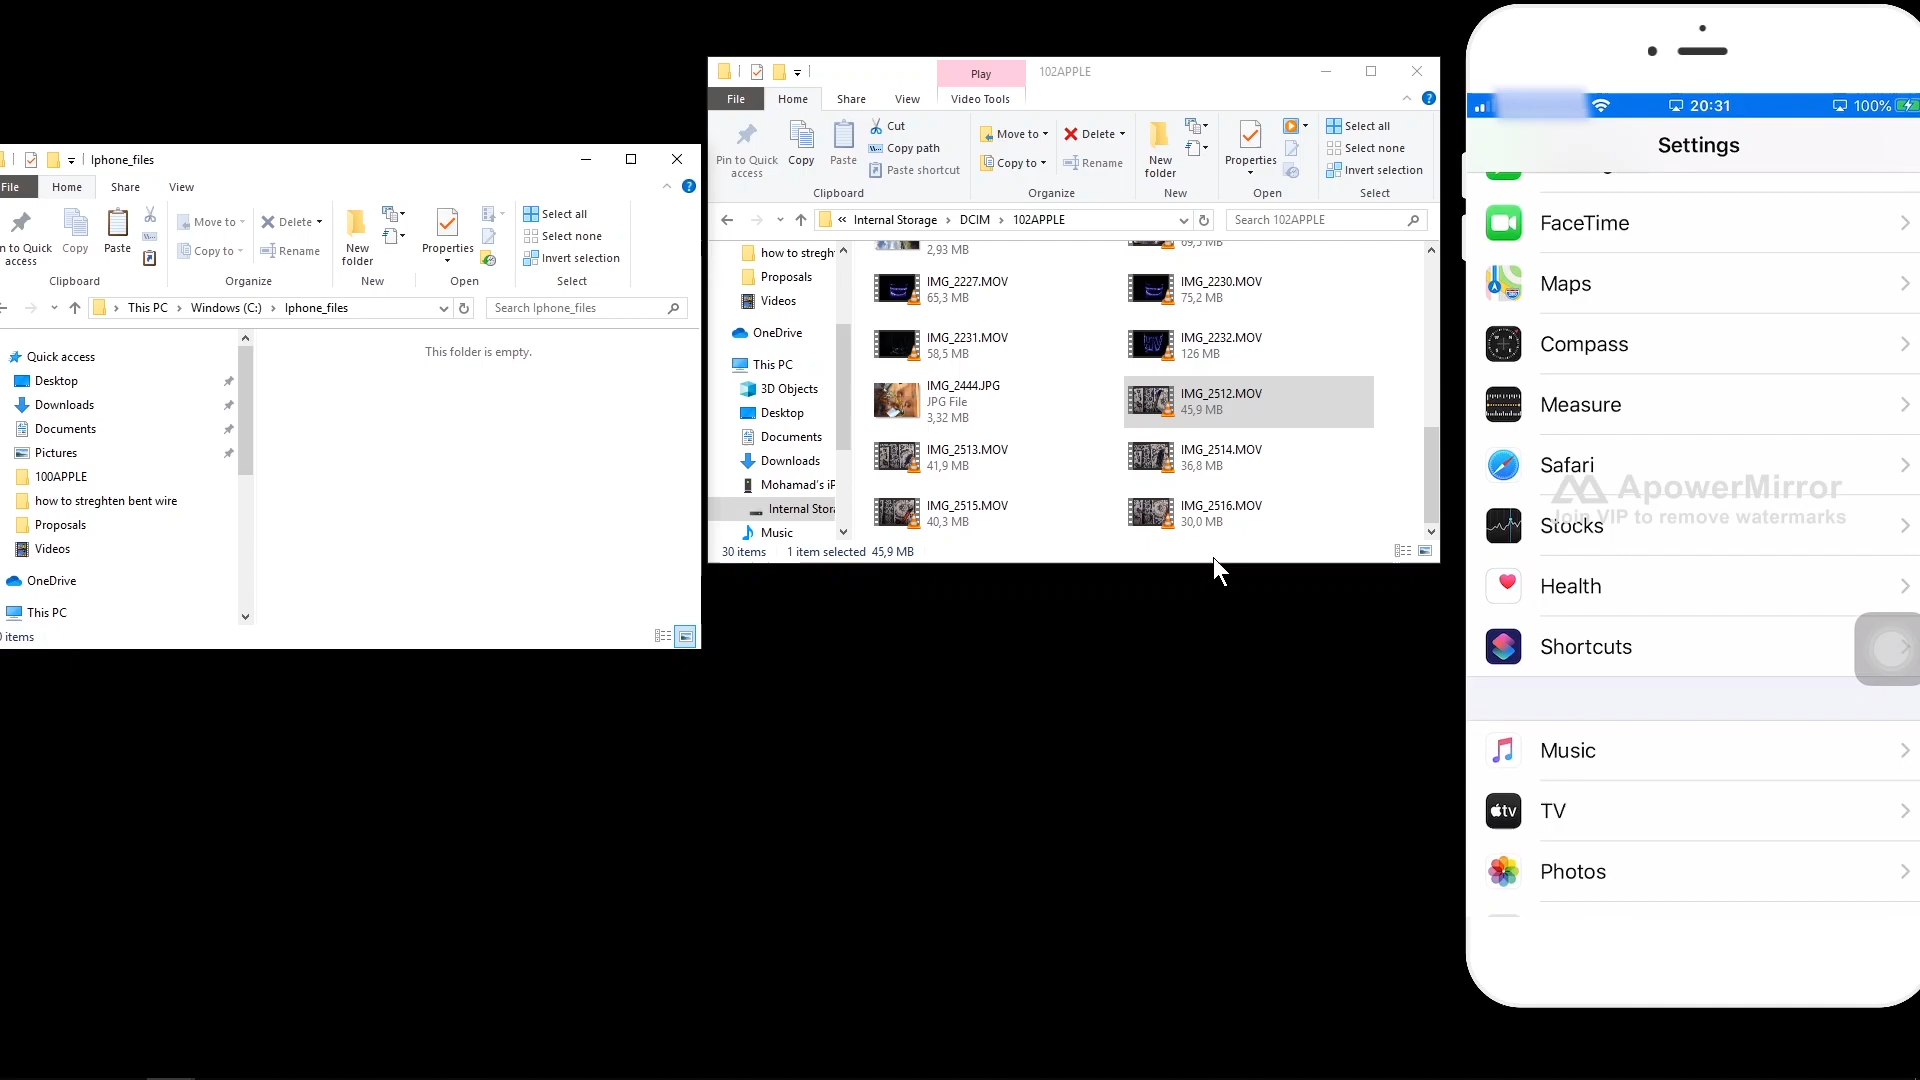 Iphone_files
File
Home
Share
View
n to Quick access
Copy
Paste
Move to
Copy to
Delete
Rename
New folder
Properties
Select all
Select none
Invert selection
Clipboard
Organize
New
Open
Select
This PC
Windows (C:)
Iphone_files
Search Iphone_files
This folder is empty.
Quick access
Desktop
Downloads
Documents
Pictures
100APPLE
how to streghten bent wire
Proposals
Videos
OneDrive
This PC
items
Play
102APPLE
File
Home
Share
View
Video Tools
Pin to Quick access
Copy
Paste
Cut
Copy path
Paste shortcut
Move to
Copy to
Delete
Rename
New folder
Properties
Select all
Select none
Invert selection
Clipboard
Organize
New
Open
Select
« Internal Storage
DCIM
102APPLE
Search 102APPLE
how to stregh
Proposals
Videos
OneDrive
This PC
3D Objects
Desktop
Documents
Downloads
Mohamad's iP
Internal Stora
Music
2,93 MB
69,5 MB
IMG_2227.MOV
65,3 MB
IMG_2230.MOV
75,2 MB
IMG_2231.MOV
58,5 MB
IMG_2232.MOV
126 MB
IMG_2444.JPG
JPG File
3,32 MB
IMG_2512.MOV
45,9 MB
IMG_2513.MOV
41,9 MB
IMG_2514.MOV
36,8 MB
IMG_2515.MOV
40,3 MB
IMG_2516.MOV
30,0 MB
30 items
1 item selected 45,9 MB
20:31
100%
Settings
FaceTime
Maps
Compass
Measure
Safari
ApowerMirror
Join VIP to remove watermarks
Stocks
Health
Shortcuts
Music
tv
TV
Photos